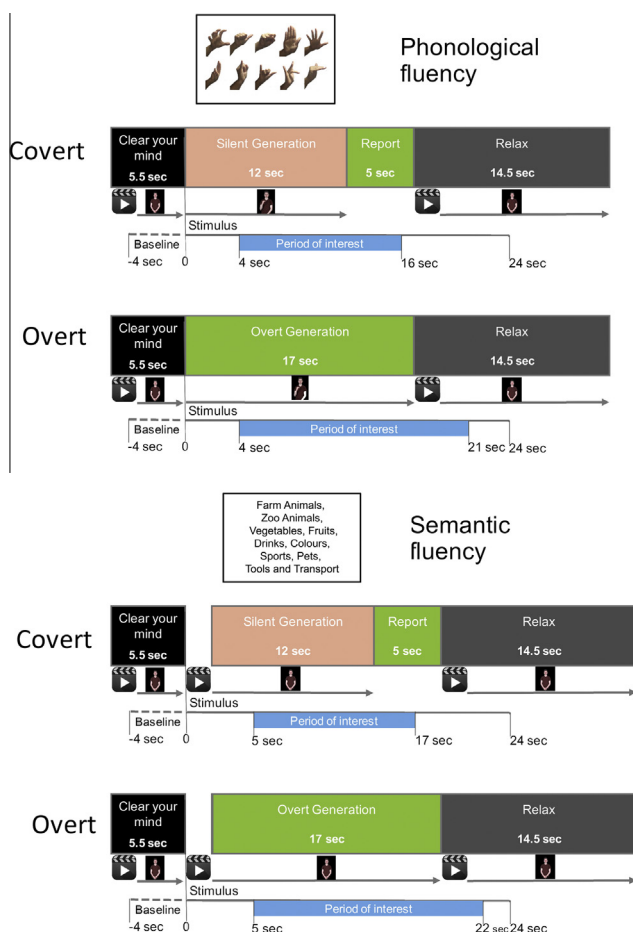 Phonological
fluency
Covert
Clear your
mind
5.5 sec
Silent Generation
12 sec
Report
5 sec
Relax
14.5 sec
Stimulus
Baseline
Period of interest
-4 sec
0
4 sec
16 sec
24 sec
Overt
Clear your
mind
5.5 sec
Overt Generation
17 sec
Relax
14.5 sec
Stimulus
Baseline
Period of interest
-4 sec
0
4 sec
21 sec
24 sec
Farm Animals,
Zoo Animals,
Vegetables, Fruits,
Drinks, Colours,
Sports, Pets,
Tools and Transport
Semantic
fluency
Covert
Clear your
mind
5.5 sec
Silent Generation
12 sec
Report
5 sec
Relax
14.5 sec
Stimulus
Baseline
Period of interest
-4 sec
0
5 sec
17 sec
24 sec
Overt
Clear your
mind
5.5 sec
Overt Generation
17 sec
Relax
14.5 sec
Stimulus
Baseline
Period of interest
-4 sec
0
5 sec
22 sec
24 sec